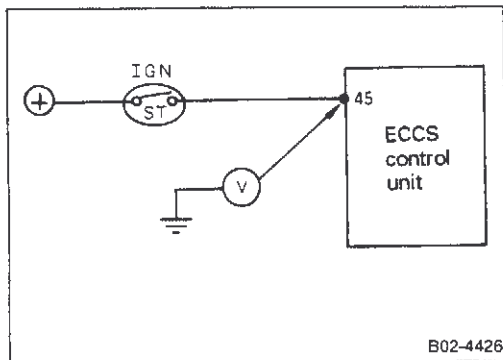 IGN
ST
+
45
ECCS
control
unit
V
B02-4426